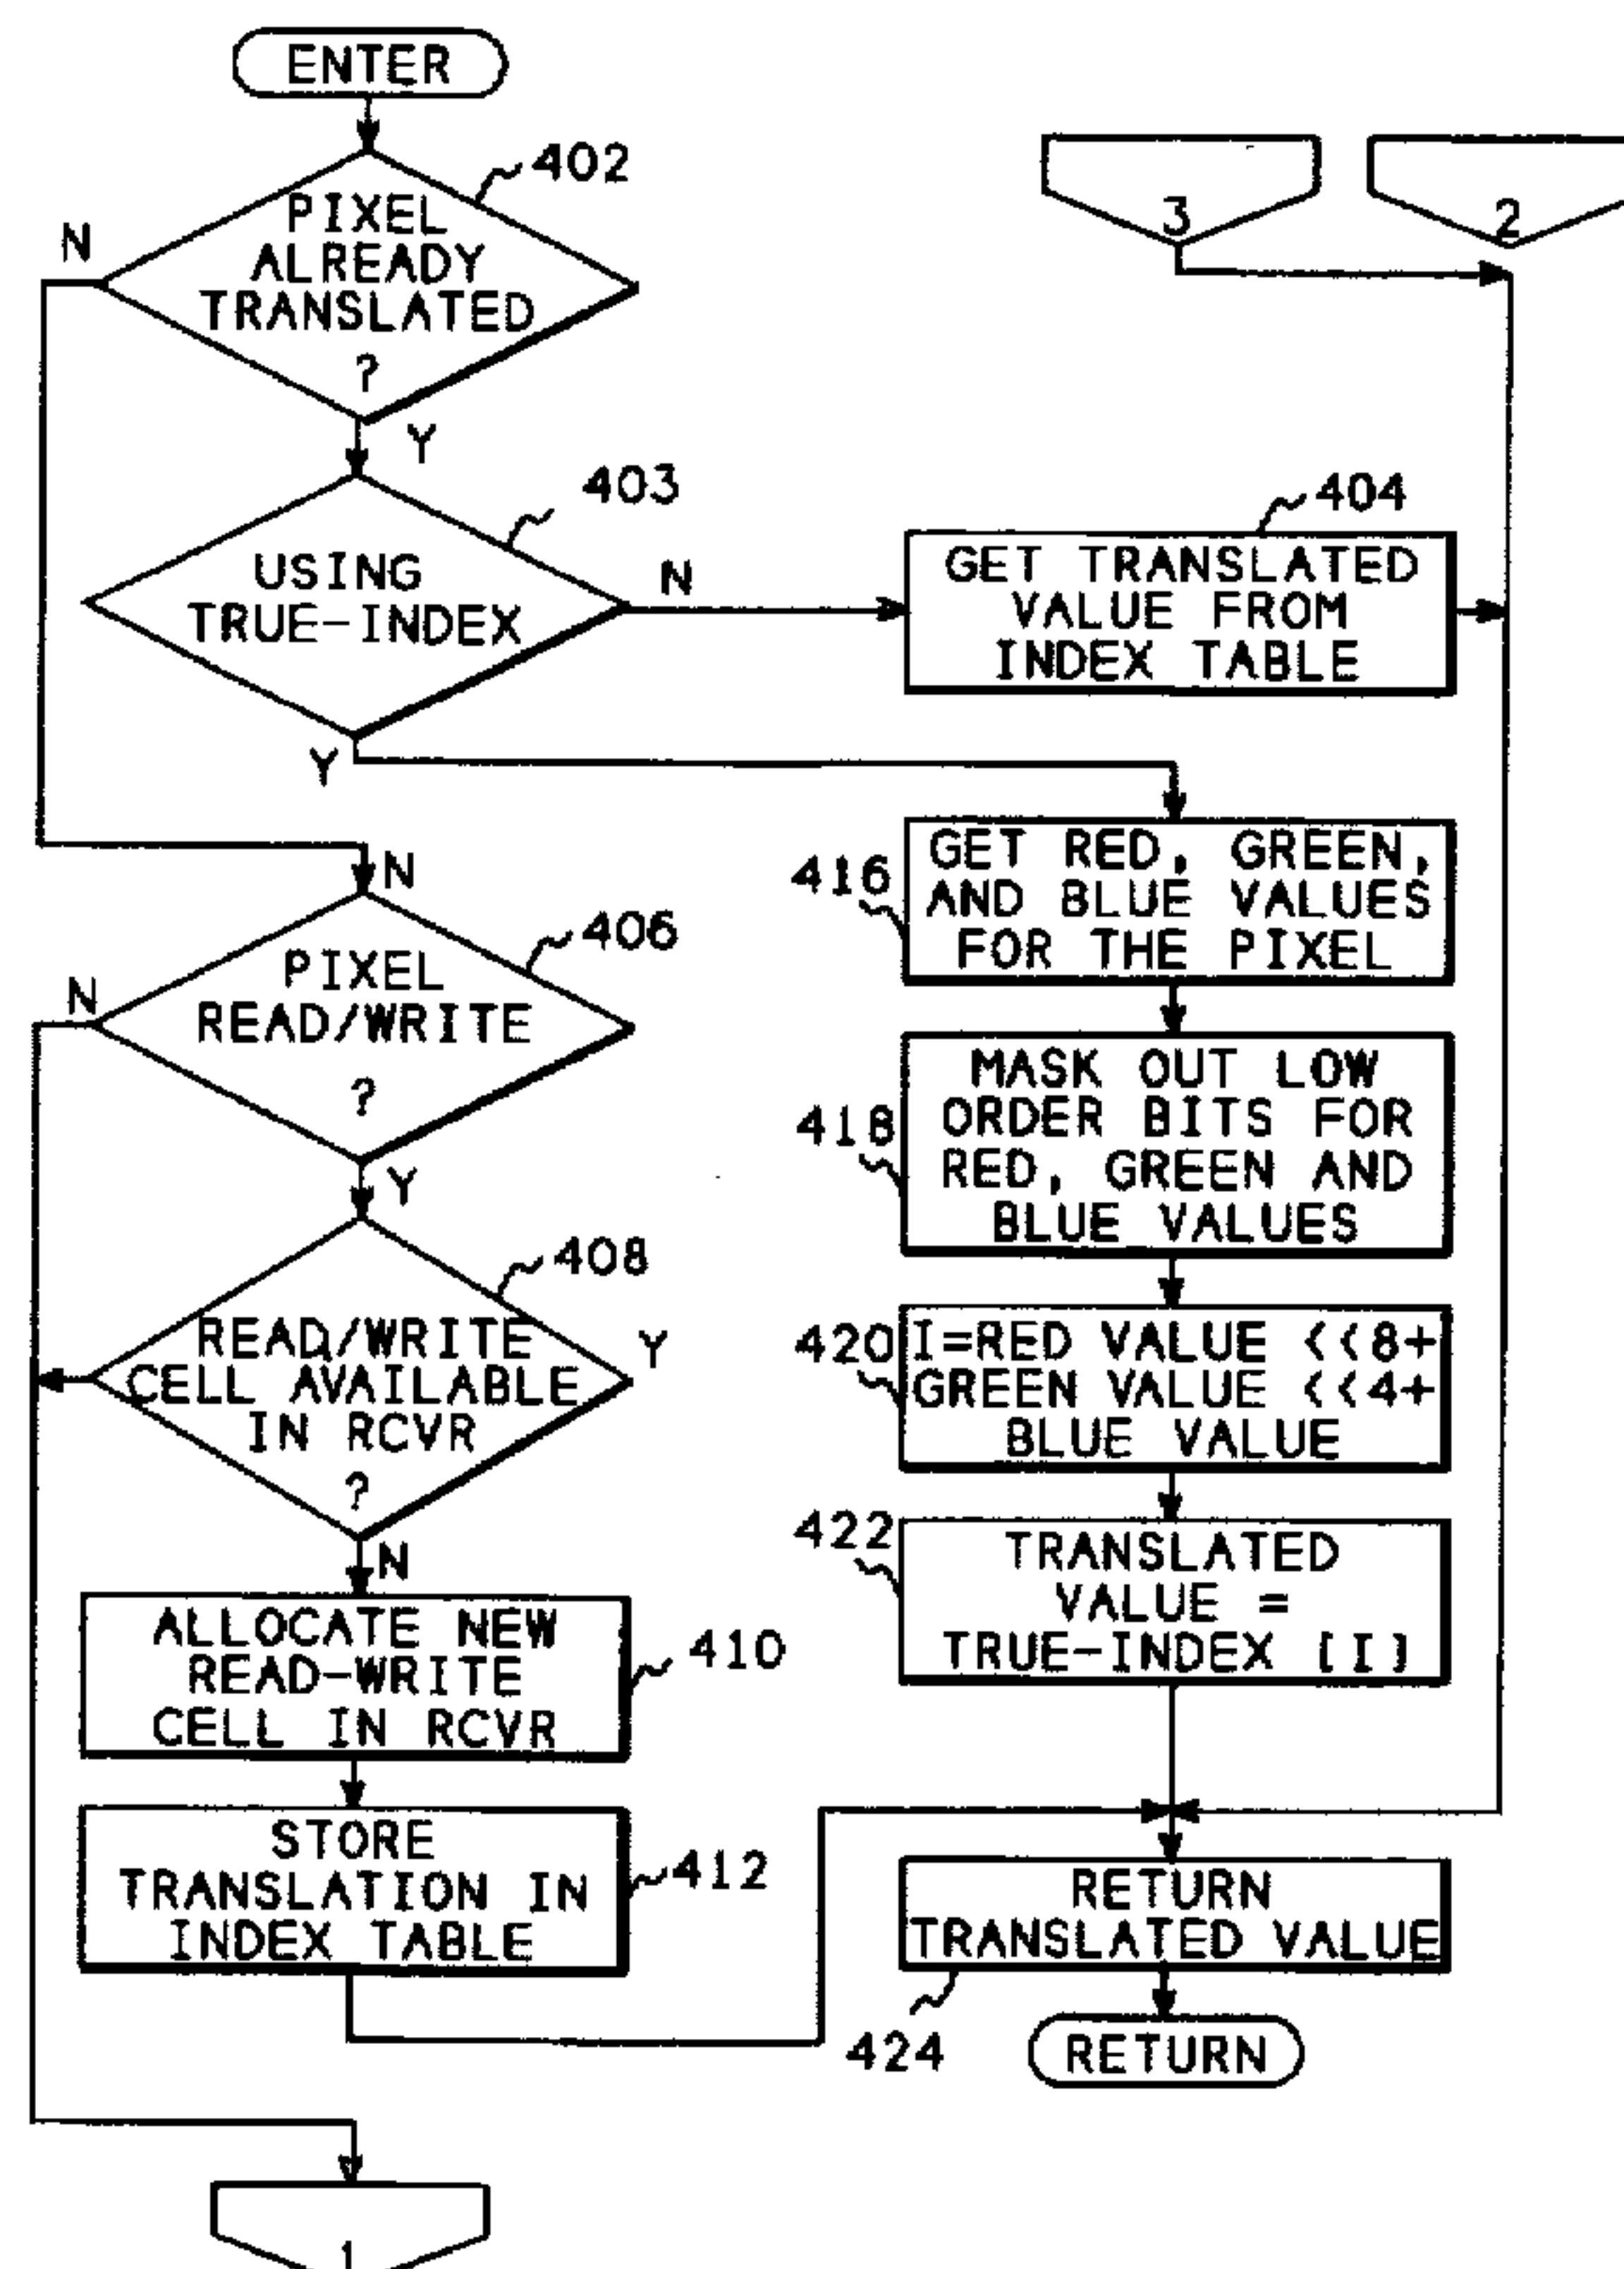 ENTER
402
PIXEL
ALREADY
TRANSLATED
?
N
Y
3
2
403
USING
TRUE-INDEX
N
Y
404
GET TRANSLATED
VALUE FROM
INDEX TABLE
N
406
PIXEL
READ/WRITE
?
N
Y
408
READ/WRITE
CELL AVAILABLE
IN RCVR
?
Y
N
410
ALLOCATE NEW
READ-WRITE
CELL IN RCVR
412
STORE
TRANSLATION IN
INDEX TABLE
416
GET RED, GREEN,
AND BLUE VALUES
FOR THE PIXEL
418
MASK OUT LOW
ORDER BITS FOR
RED, GREEN AND
BLUE VALUES
420
I=RED VALUE <<8+
GREEN VALUE <<4+
BLUE VALUE
422
TRANSLATED
VALUE =
TRUE-INDEX [I]
RETURN
TRANSLATED VALUE
424
RETURN
1